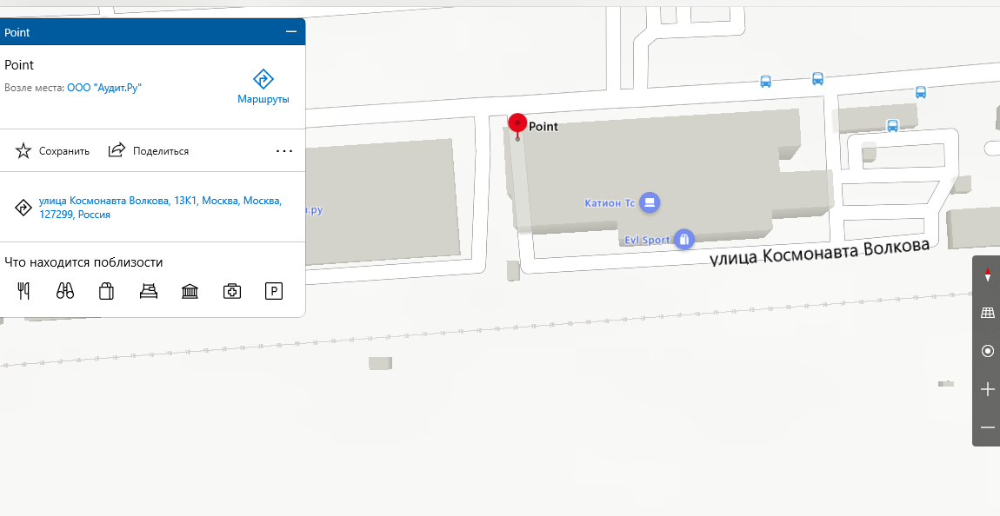 Point
Point
Возле места: ООО "Аудит.Ру"
Маршруты
Сохранить
Поделиться
улица Космонавта Волкова, 13К1, Москва, Москва,
127299, Россия
Что находится поблизости
P
Point
Катион Тс
Evl Sport
улица Космонавта Волкова